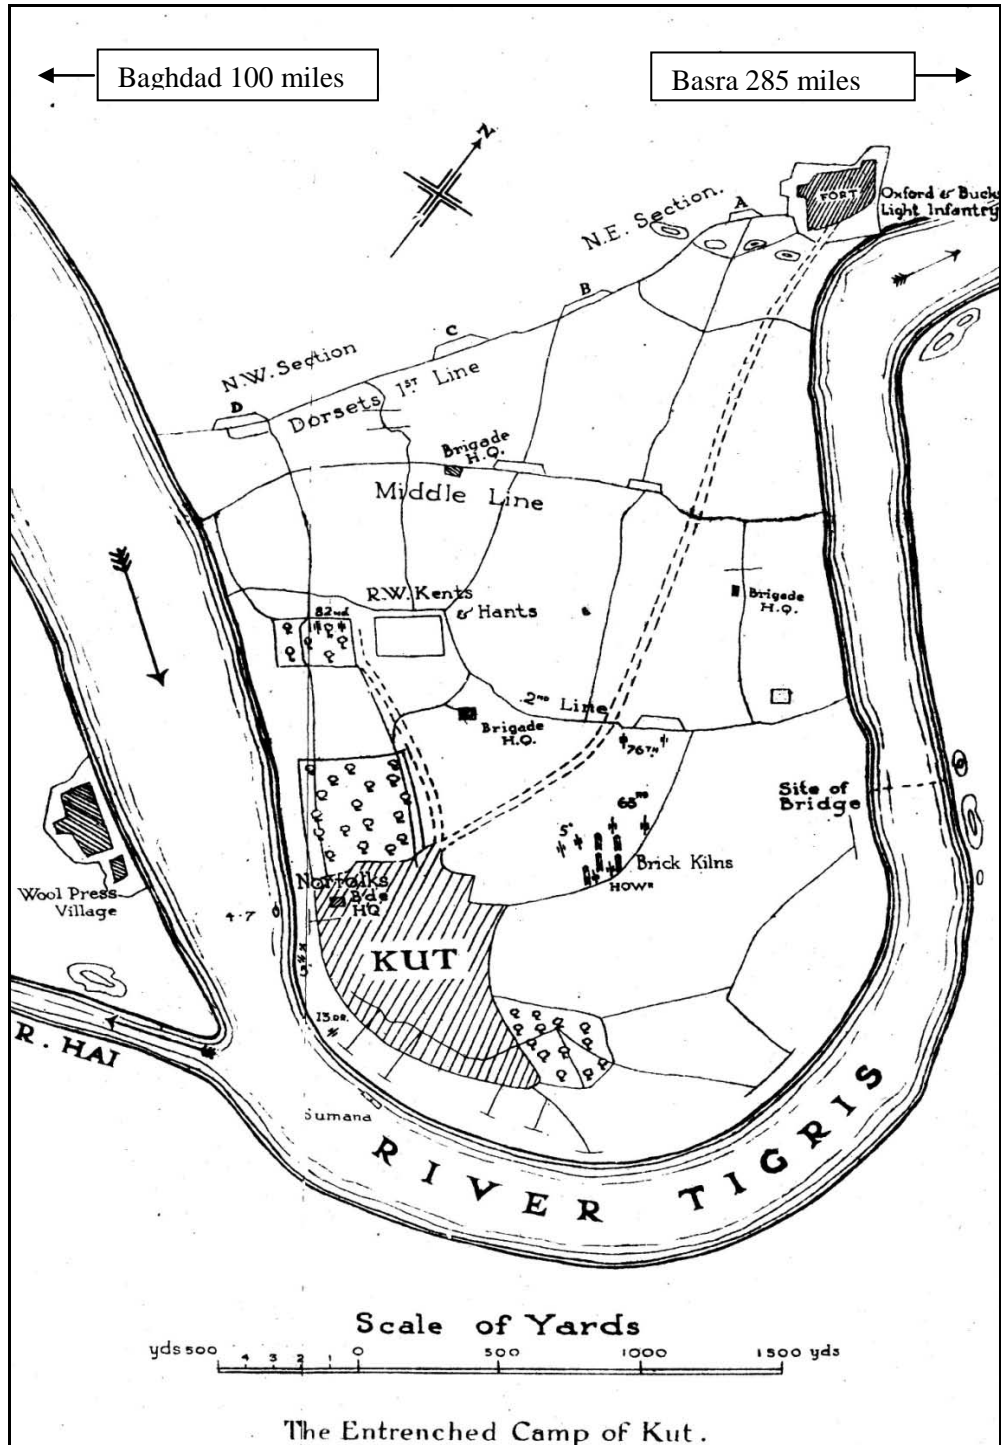 Baghdad 100 miles
Basra 285 miles
N
FORT
Oxford & Bucks
Light Infantry
N.E. Section.
A
B
C
N.W. Section
D
Dorsets 1ST Line
Brigade
H.Q.
Middle Line
R.W. Kents
& Hants
82nd
Brigade
H.Q.
2ND Line
Brigade
H.Q.
76TH
Site of
Bridge
63RD
5"
Brick Kilns
HOWR
Wool Press
Village
Norfolks
Bde
HQ
4.7
KUT
13.DR.
R. HAI
Sumana
RIVER TIGRIS
Scale of Yards
yds 500 4 3 2 1 0 500 1000 1500 yds
The Entrenched Camp of Kut.